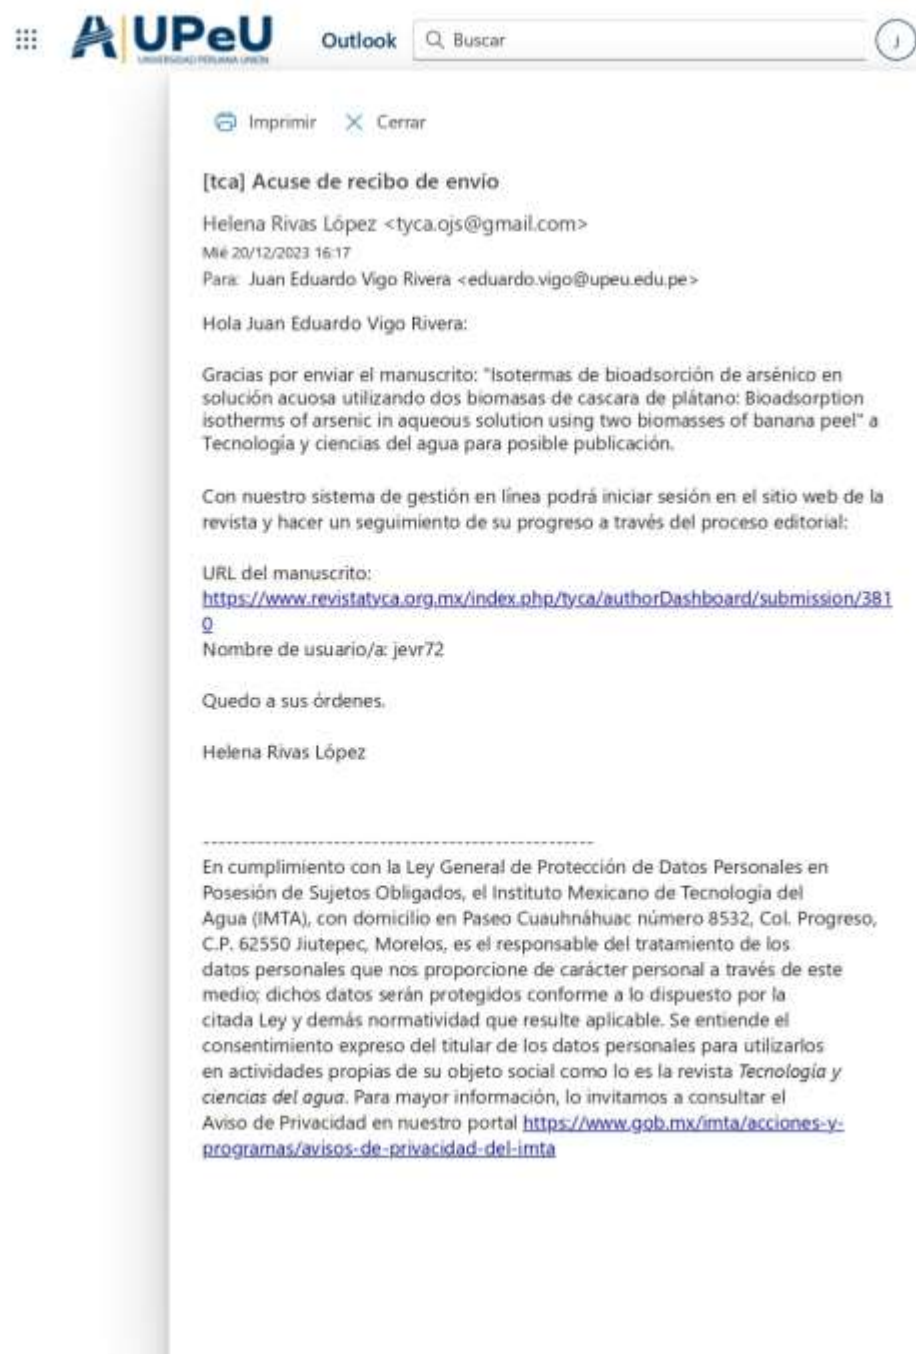 UPeU
UNIVERSIDAD PERUANA UNIÓN
Outlook
Buscar
J
Imprimir
Cerrar
[tca] Acuse de recibo de envío
Helena Rivas López <tyca.ojs@gmail.com>
Mié 20/12/2023 16:17
Para: Juan Eduardo Vigo Rivera <eduardo.vigo@upeu.edu.pe>
Hola Juan Eduardo Vigo Rivera:
Gracias por enviar el manuscrito: "Isotermas de bioadsorción de arsénico en
solución acuosa utilizando dos biomasas de cascara de plátano: Bioadsorption
isotherms of arsenic in aqueous solution using two biomasses of banana peel" a
Tecnología y ciencias del agua para posible publicación.
Con nuestro sistema de gestión en línea podrá iniciar sesión en el sitio web de la
revista y hacer un seguimiento de su progreso a través del proceso editorial:
URL del manuscrito:
https://www.revistatyca.org.mx/index.php/tyca/authorDashboard/submission/381
0
Nombre de usuario/a: jevr72
Quedo a sus órdenes.
Helena Rivas López
----------------------------------------------------
En cumplimiento con la Ley General de Protección de Datos Personales en
Posesión de Sujetos Obligados, el Instituto Mexicano de Tecnología del
Agua (IMTA), con domicilio en Paseo Cuauhnáhuac número 8532, Col. Progreso,
C.P. 62550 Jiutepec, Morelos, es el responsable del tratamiento de los
datos personales que nos proporcione de carácter personal a través de este
medio; dichos datos serán protegidos conforme a lo dispuesto por la
citada Ley y demás normatividad que resulte aplicable. Se entiende el
consentimiento expreso del titular de los datos personales para utilizarlos
en actividades propias de su objeto social como lo es la revista Tecnología y
ciencias del agua. Para mayor información, lo invitamos a consultar el
Aviso de Privacidad en nuestro portal https://www.gob.mx/imta/acciones-y-
programas/avisos-de-privacidad-del-imta